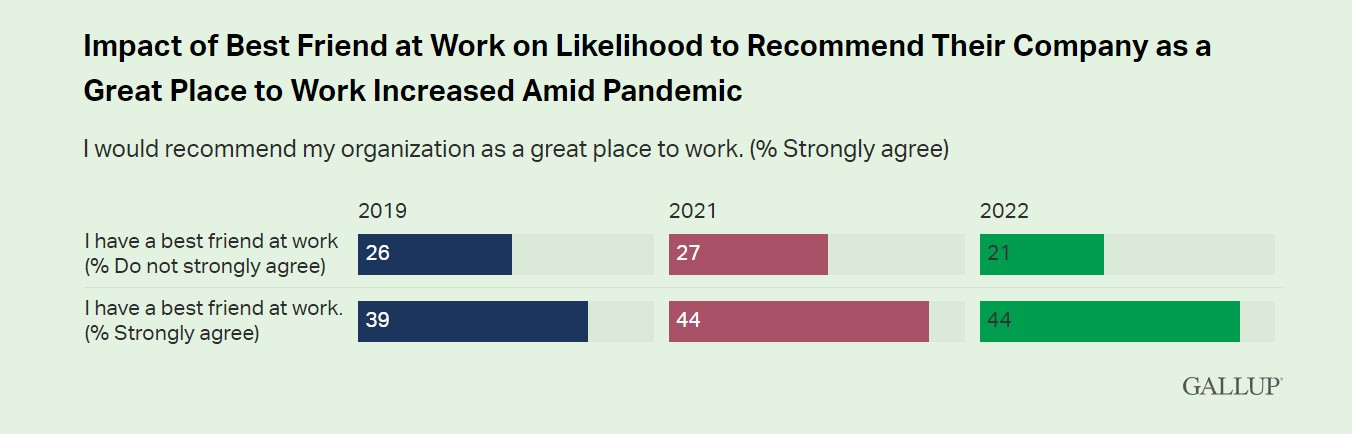 Impact of Best Friend at Work on Likelihood to Recommend Their Company as a
Great Place to Work Increased Amid Pandemic
I would recommend my organization as a great place to work. (% Strongly agree)
2019 2021 2022
I have a best friend at work
(% Do not strongly agree)
26 27 21
I have a best friend at work.
(% Strongly agree)
39 44 44
GALLUP®